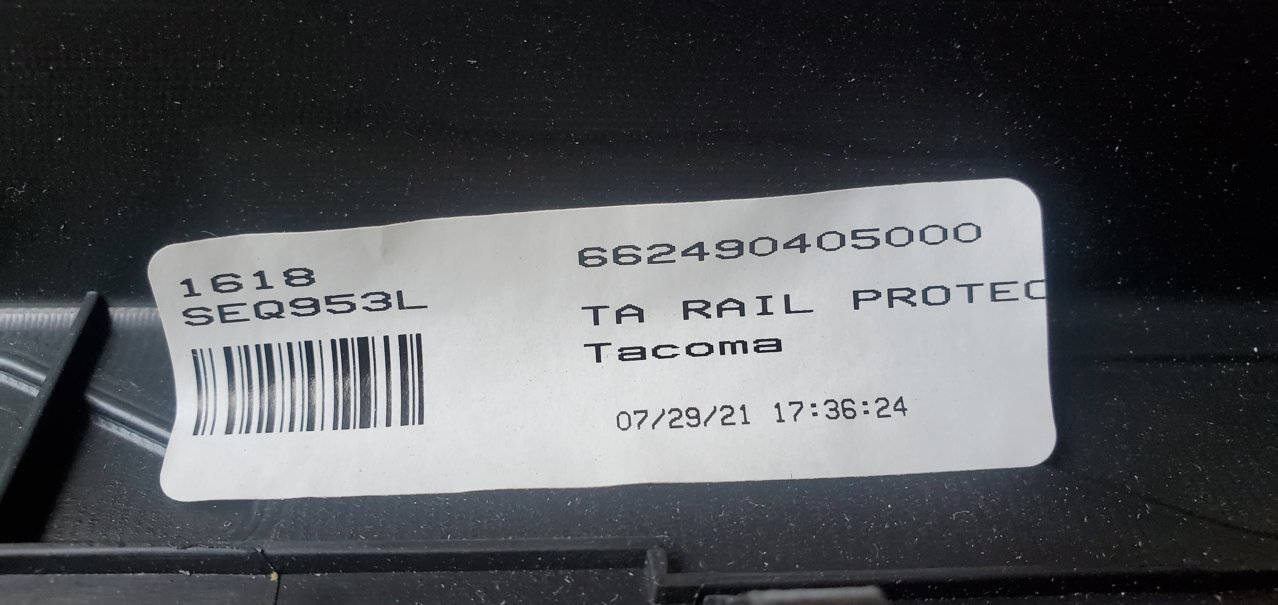 1618
SEQ953L
662490405000
TA RAIL PROTEC
Tacoma
07/29/21 17:36:24